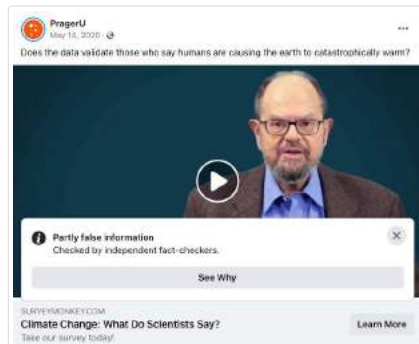 PragerU
May 16, 2020
Does the data validate those who say humans are causing the earth to catastrophically warm?
Partly false information
Checked by independent fact-checkers.
See Why
SURVEYMONKEY.COM
Climate Change: What Do Scientists Say?
Learn More
Take our survey today!